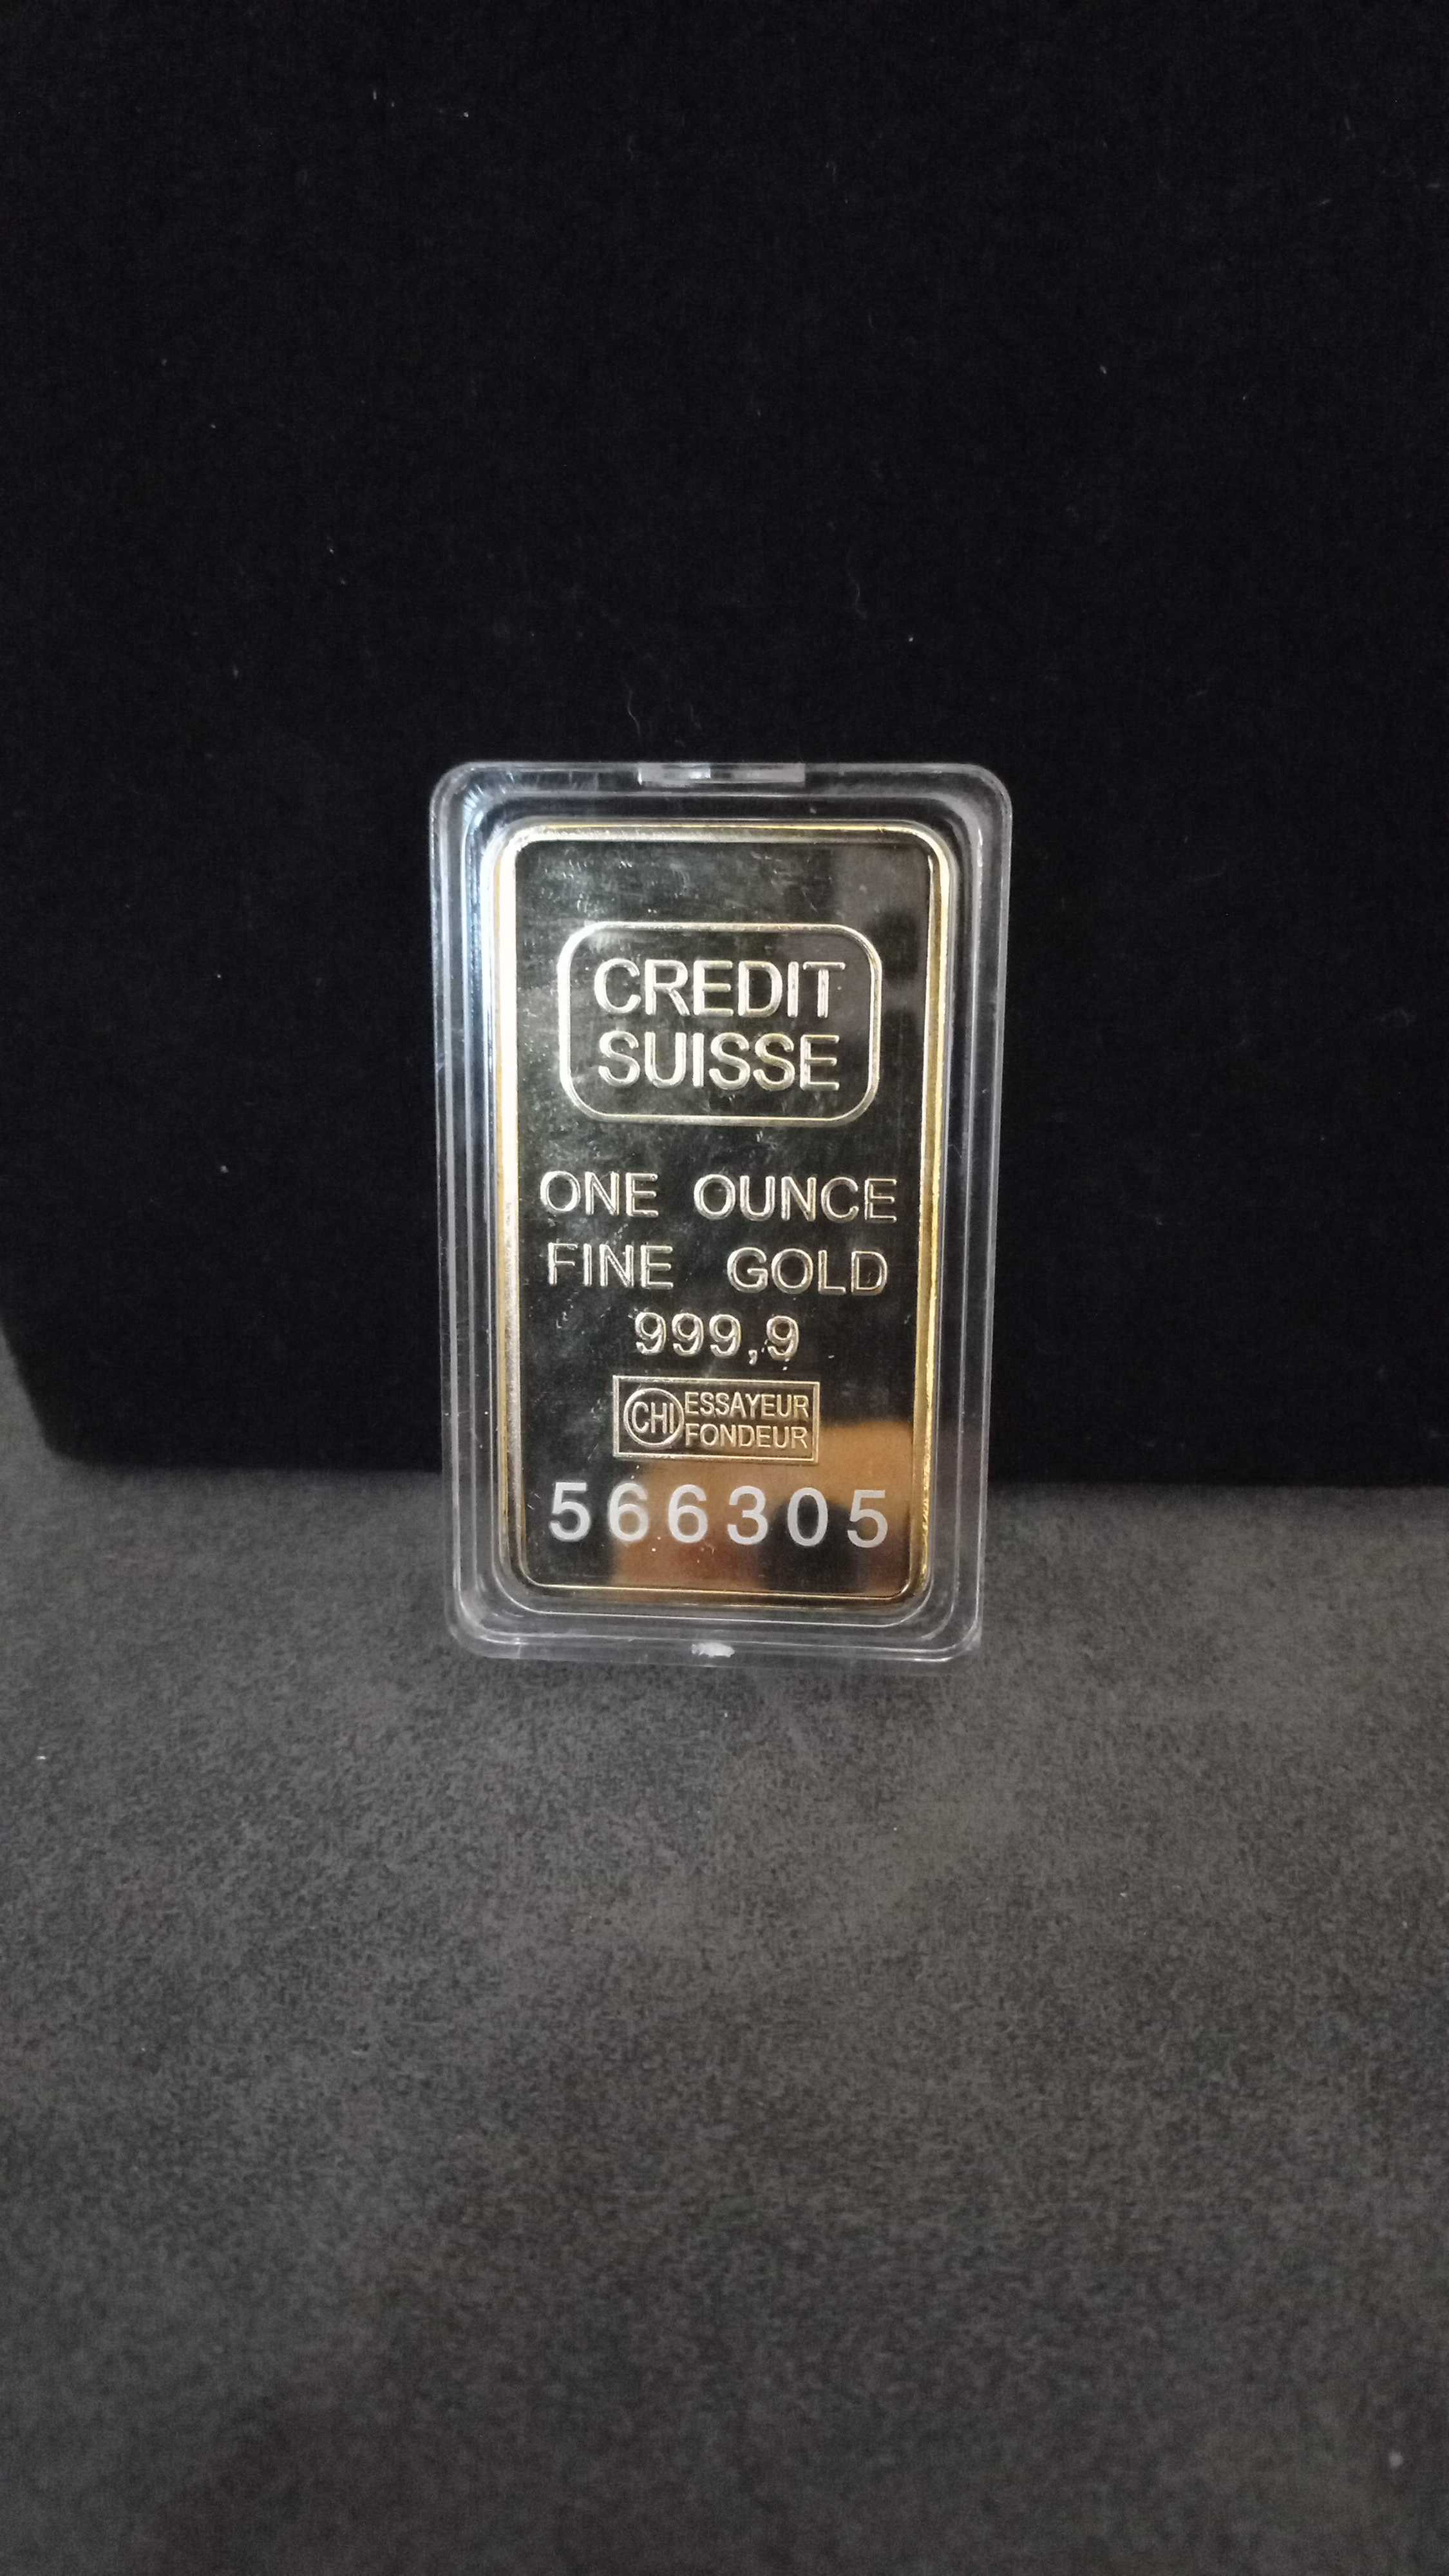 CREDIT
SUISSE
ONE OUNCE
FINE GOLD
999,9
CHI ESSAYEUR
FONDEUR
566305